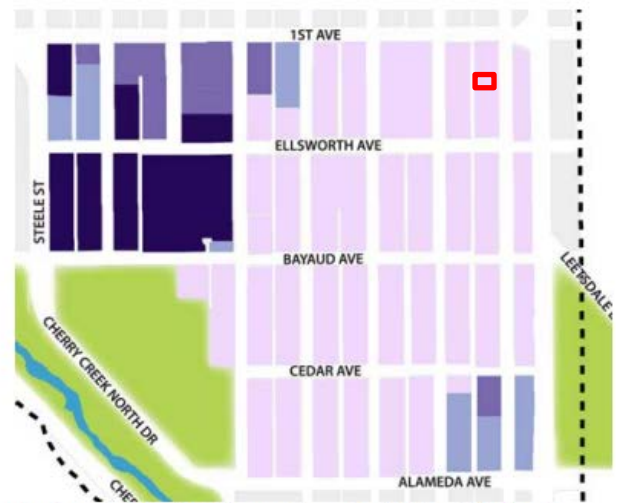 1ST AVE
ELLSWORTH AVE
STEELE ST
BAYAUD AVE
LEETSDALE
CHERRY CREEK NORTH DR
CEDAR AVE
ALAMEDA AVE